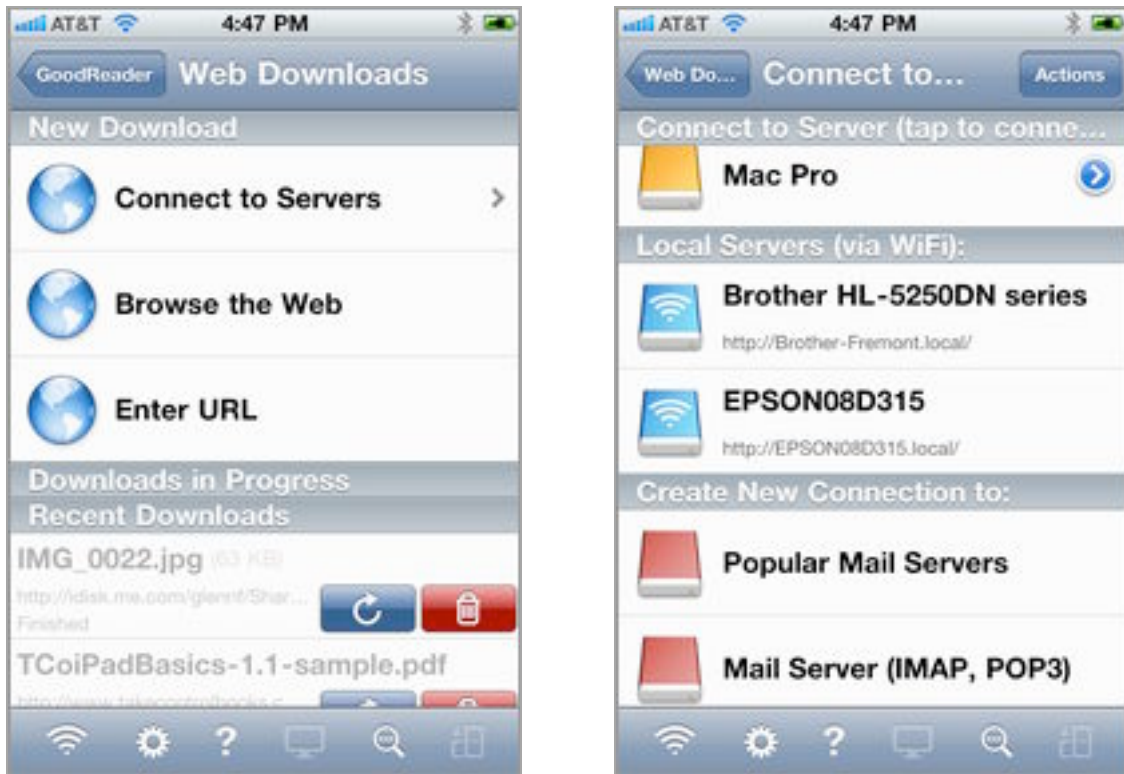 AT&T 4:47 PM
GoodReader Web Downloads
New Download
Connect to Servers
Browse the Web
Enter URL
Downloads in Progress
Recent Downloads
IMG_0022.jpg (63 KB)
http://idisk.me.com/glennf/Shar...
Finished
TCoiPadBasics-1.1-sample.pdf
http://www.takecontrolbooks.c...
?
AT&T 4:47 PM
Web Do... Connect to... Actions
Connect to Server (tap to conne...
Mac Pro
Local Servers (via WiFi):
Brother HL-5250DN series
http://Brother-Fremont.local/
EPSON08D315
http://EPSON08D315.local/
Create New Connection to:
Popular Mail Servers
Mail Server (IMAP, POP3)
?